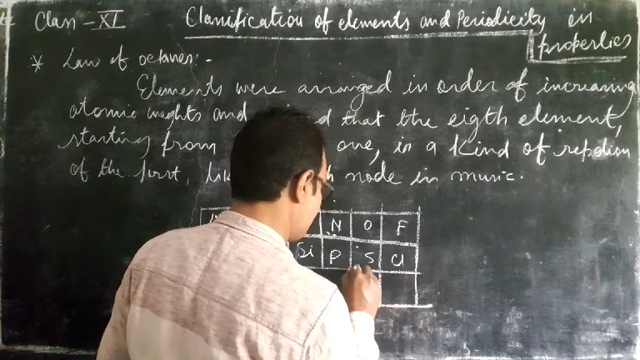 Class - XI
Classification of elements and Periodicity in
properties
* Law of octaves:-
Elements were arranged in order of increasing
atomic weights and that the eigth element,
starting from one, is a kind of repition
of the first, node in music.
N O F
Si P S Cl